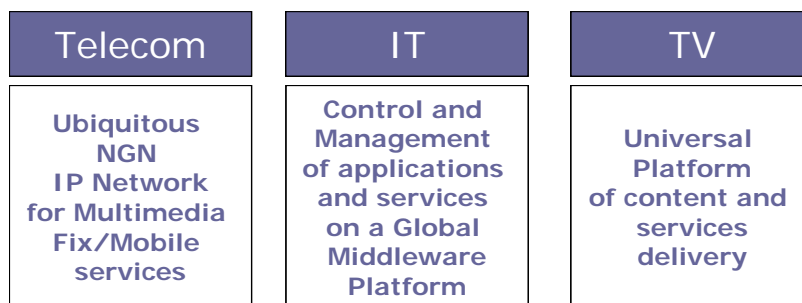 Telecom
IT
TV
Ubiquitous
NGN
IP Network
for Multimedia
Fix/Mobile
services
Control and
Management
of applications
and services
on a Global
Middleware
Platform
Universal
Platform
of content and
services
delivery